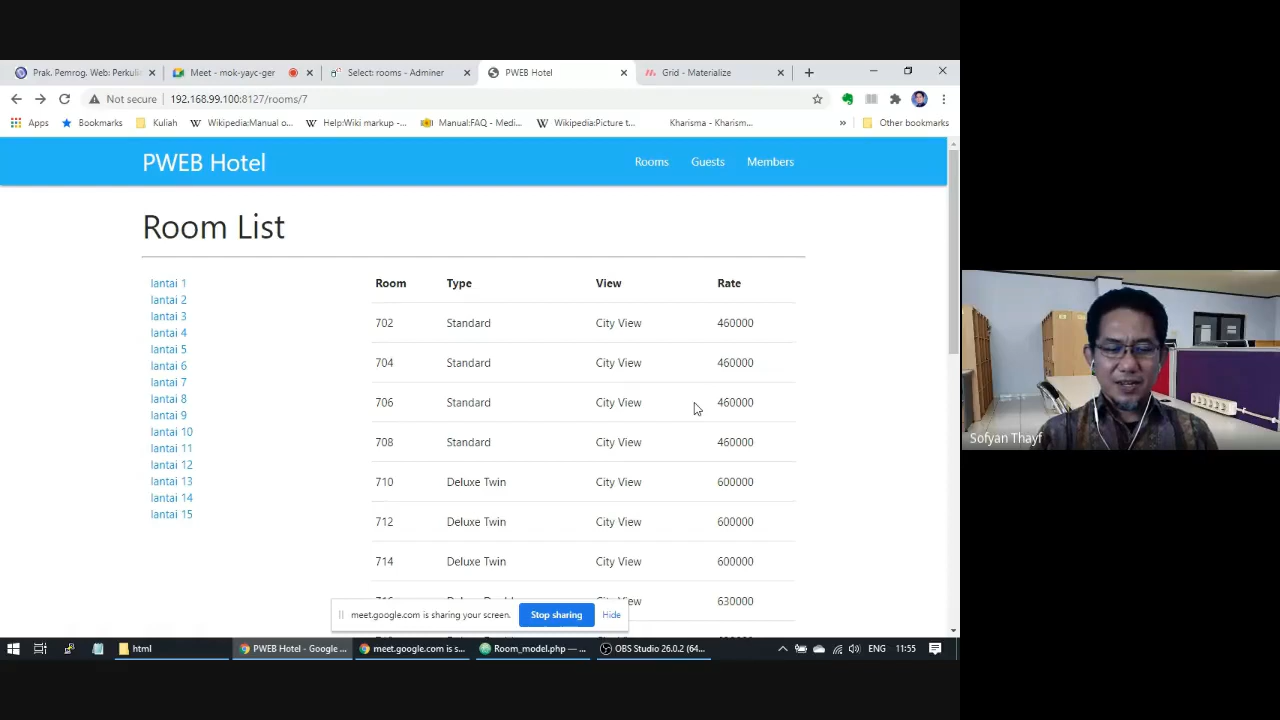 Prak. Pemrog. Web: Perkuli
Meet - mok-yayc-ger
Select: rooms - Adminer
PWEB Hotel
Grid - Materialize
Not secure
192.168.99.100:8127/rooms/7
Apps
Bookmarks
Kuliah
Wikipedia:Manual o...
Help:Wiki markup -...
Manual:FAQ - Medi...
Wikipedia:Picture t...
Kharisma - Kharism...
»
Other bookmarks
PWEB Hotel
Rooms
Guests
Members
Room List
lantai 1
lantai 2
lantai 3
lantai 4
lantai 5
lantai 6
lantai 7
lantai 8
lantai 9
lantai 10
lantai 11
lantai 12
lantai 13
lantai 14
lantai 15
Room Type View Rate
702 Standard City View 460000
704 Standard City View 460000
706 Standard City View 460000
708 Standard City View 460000
710 Deluxe Twin City View 600000
712 Deluxe Twin City View 600000
714 Deluxe Twin City View 600000
630000
meet.google.com is sharing your screen.
Stop sharing
Hide
Sofyan Thayf
html
PWEB Hotel - Google ...
meet.google.com is s...
Room_model.php — ...
OBS Studio 26.0.2 (64...
ENG
11:55